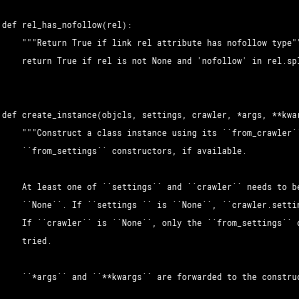 def rel_has_nofollow(rel):
"""Return True if link rel attribute has nofollow type""
return True if rel is not None and 'nofollow' in rel.spl
def create_instance(objcls, settings, crawler, *args, **kwar
"""Construct a class instance using its ``from_crawler`
``from_settings`` constructors, if available.
At least one of ``settings`` and ``crawler`` needs to be
``None``. If ``settings `` is ``None``, ``crawler.settin
If ``crawler`` is ``None``, only the ``from_settings``
tried.
``*args`` and ``**kwargs`` are forwarded to the construc